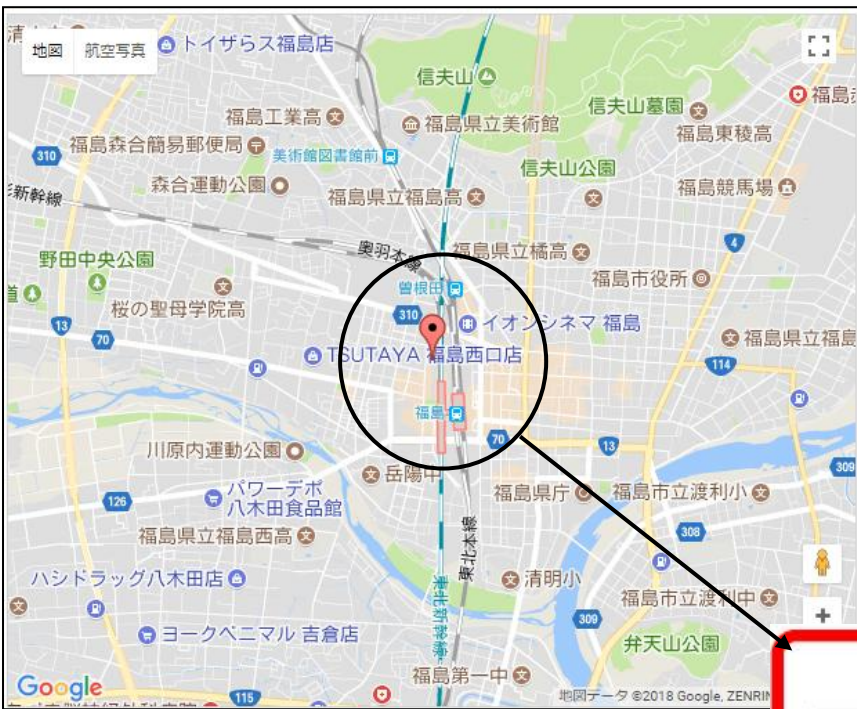 地図 航空写真
トイザらス福島店
信夫山
福島工業高
福島県立美術館
信夫山墓園
福島東稜高
福島森合簡易郵便局
310
美術館図書館前
信夫山公園
森合運動公園
福島県立福島高
福島競馬場
新幹線
奥羽本線
福島県立橘高
4
野田中央公園
福島市役所
曽根田
桜の聖母学院高
310
イオンシネマ 福島
13
70
TSUTAYA 福島西口店
福島県立福島
114
福島
70
13
川原内運動公園
岳陽中
309
パワーデポ
八木田食品館
126
福島県庁
福島市立渡利小
福島県立福島西高
東北本線
308
ハシドラッグ八木田店
東北新幹線
清明小
福島市立渡利中
309
ヨークベニマル 吉倉店
弁天山公園
福島第一中
Google
115
地図データ ©2018 Google, ZENRIN